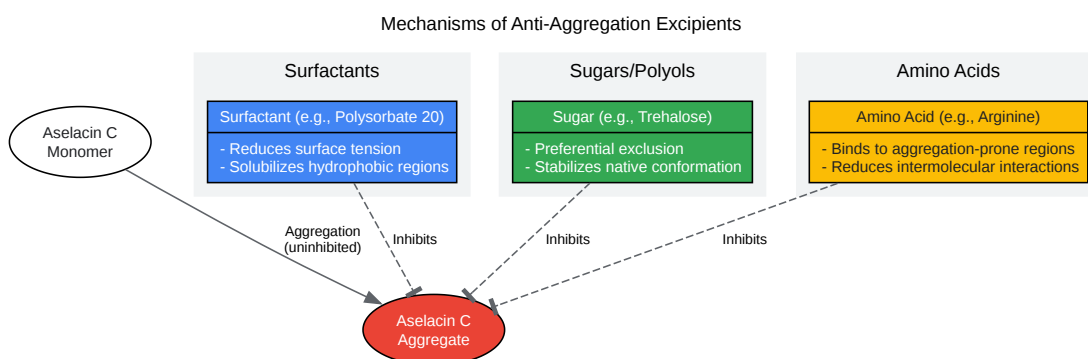 Mechanisms of Anti-Aggregation Excipients
Surfactants
Sugars/Polyols
Amino Acids
Aselacin C
Monomer
Surfactant (e.g., Polysorbate 20)
- Reduces surface tension
- Solubilizes hydrophobic regions
Sugar (e.g., Trehalose)
- Preferential exclusion
- Stabilizes native conformation
Amino Acid (e.g., Arginine)
- Binds to aggregation-prone regions
- Reduces intermolecular interactions
Aggregation
(uninhibited)
Inhibits
Inhibits
Inhibits
Aselacin C
Aggregate